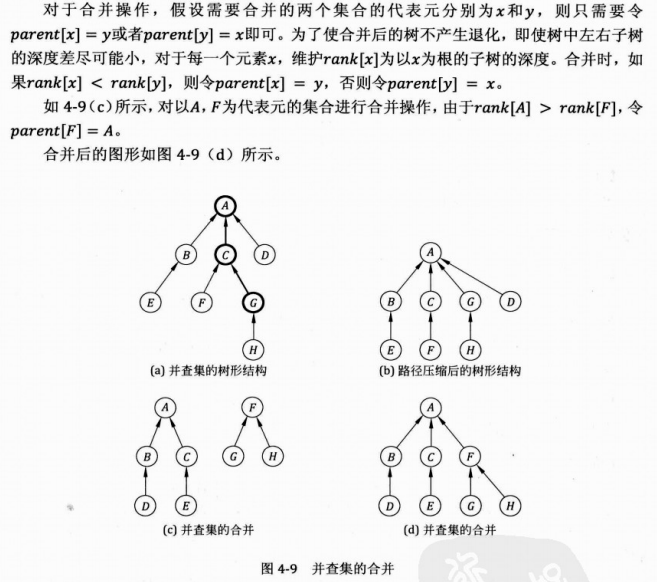 对于合并操作，假设需要合并的两个集合的代表元分别为x和y，则只需要令
parent[x] = y或者parent[y] = x即可。为了使合并后的树不产生退化，即使树中左右子树
的深度差尽可能小，对于每一个元素x，维护rank[x]为以x为根的子树的深度。合并时，如
果rank[x] < rank[y]，则令parent[x] = y，否则令parent[y] = x。
如 4-9(c)所示，对以A，F为代表元的集合进行合并操作，由于rank[A] > rank[F]，令
parent[F] = A。
合并后的图形如图 4-9（d）所示。
A
B C D
E F G
H
(a) 并查集的树形结构
A
B C G D
E F H
(b) 路径压缩后的树形结构
A
B C
D E
F
G H
(c) 并查集的合并
A
B C F
D E G H
(d) 并查集的合并
图 4-9 并查集的合并